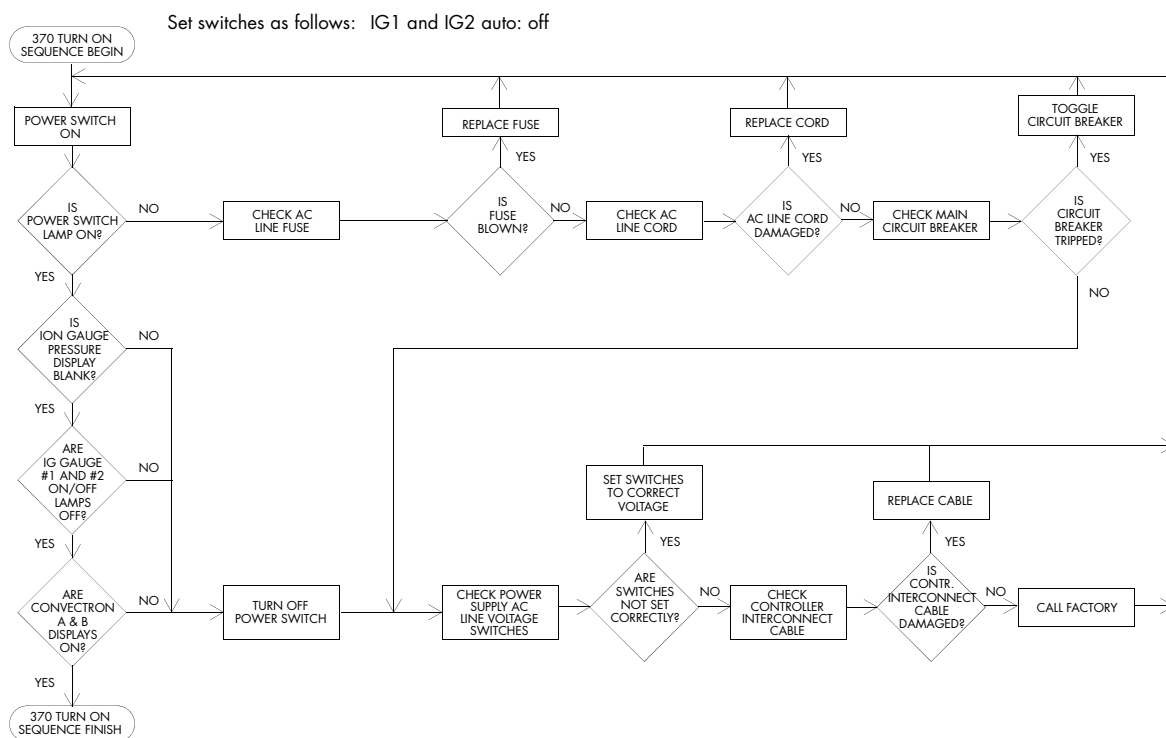 Set switches as follows: IG1 and IG2 auto: off
370 TURN ON
SEQUENCE BEGIN
POWER SWITCH
ON
REPLACE FUSE
REPLACE CORD
TOGGLE
CIRCUIT BREAKER
YES
YES
YES
IS
POWER SWITCH
LAMP ON?
NO
CHECK AC
LINE FUSE
IS
FUSE
BLOWN?
NO
CHECK AC
LINE CORD
IS
AC LINE CORD
DAMAGED?
NO
CHECK MAIN
CIRCUIT BREAKER
IS
CIRCUIT
BREAKER
TRIPPED?
YES
NO
IS
ION GAUGE
PRESSURE
DISPLAY
BLANK?
NO
YES
ARE
IG GAUGE
#1 AND #2
ON/OFF
LAMPS
OFF?
NO
SET SWITCHES
TO CORRECT
VOLTAGE
REPLACE CABLE
YES
YES
YES
ARE
CONVECTRON
A & B
DISPLAYS
ON?
NO
TURN OFF
POWER SWITCH
CHECK POWER
SUPPLY AC
LINE VOLTAGE
SWITCHES
ARE
SWITCHES
NOT SET
CORRECTLY?
NO
CHECK
CONTROLLER
INTERCONNECT
CABLE
IS
CONTR.
INTERCONNECT
CABLE
DAMAGED?
NO
CALL FACTORY
YES
370 TURN ON
SEQUENCE FINISH